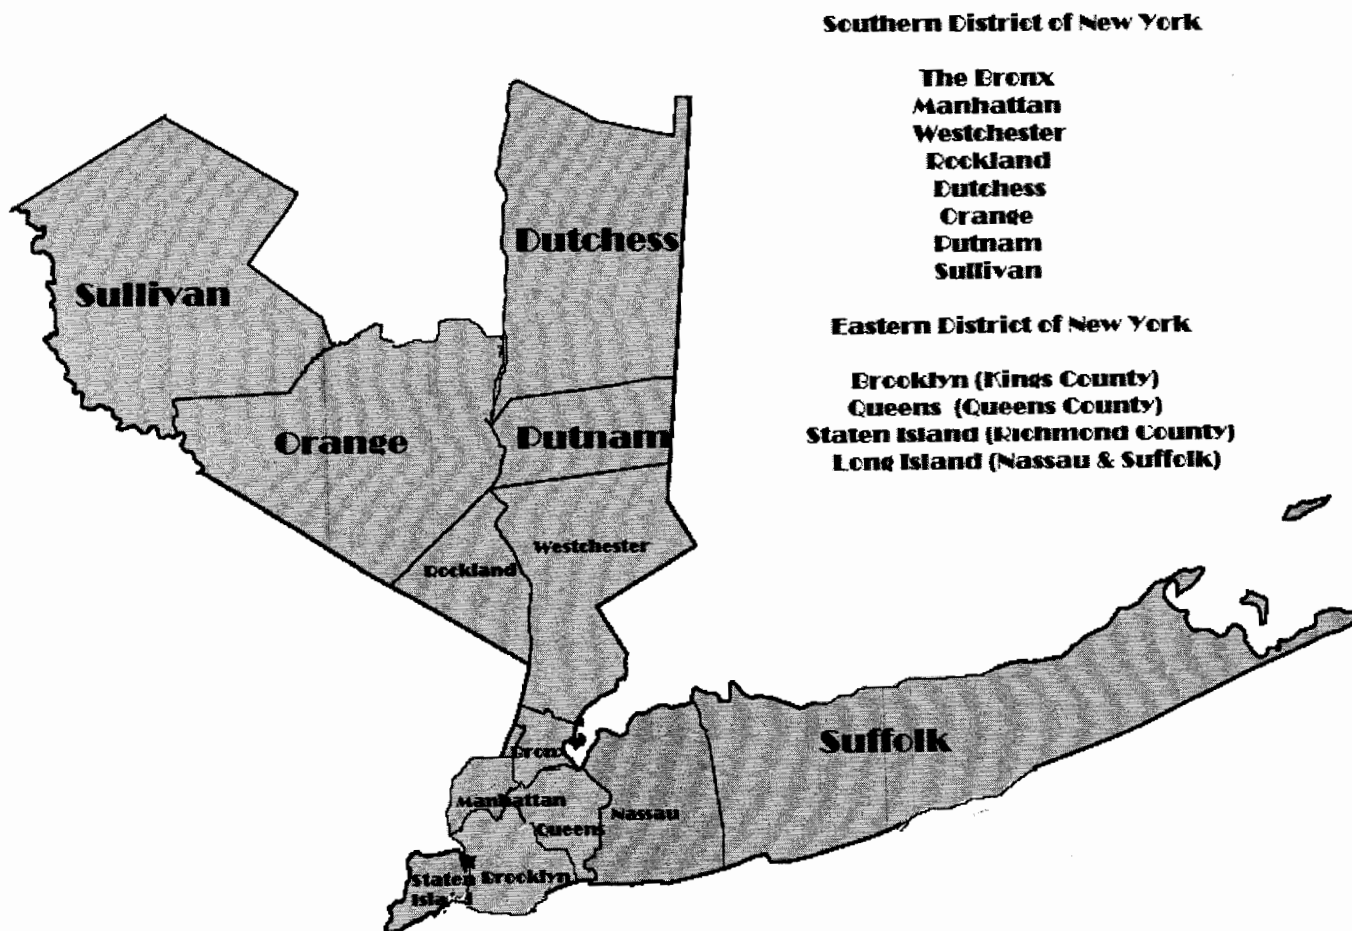 Southern District of New York
The Bronx
Manhattan
Westchester
Rockland
Dutchess
Orange
Putnam
Sullivan
Eastern District of New York
Brooklyn (Kings County)
Queens (Queens County)
Staten Island (Richmond County)
Long Island (Nassau & Suffolk)
Dutchess
Sullivan
Orange
Putnam
Westchester
Rockland
Suffolk
Bronx
Manhattan
Nassau
Queens
Staten
Brooklyn